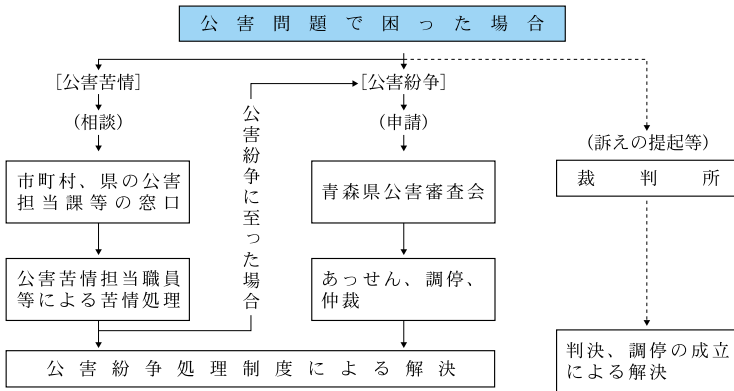 公害問題で困った場合
[公害苦情]
(相談)
市町村、県の公害
担当課等の窓口
公害苦情担当職員
等による苦情処理
公害紛争に至った場合
[公害紛争]
(申請)
青森県公害審査会
あっせん、調停、
仲裁
公害紛争処理制度による解決
(訴えの提起等)
裁判所
判決、調停の成立
による解決